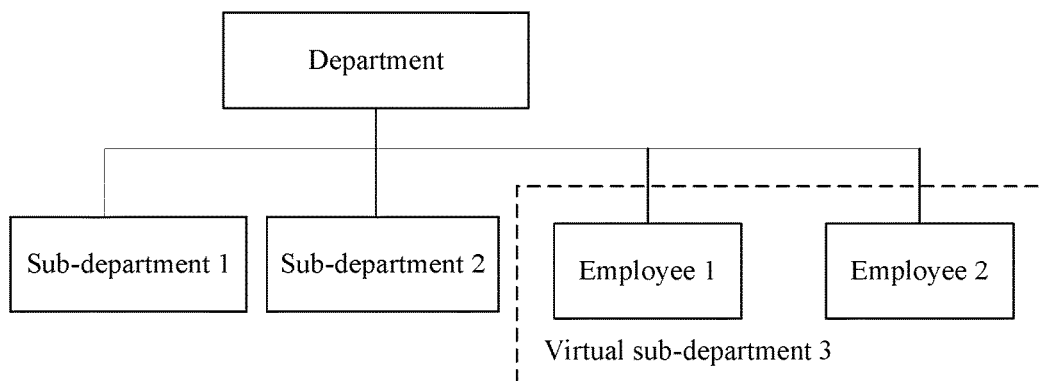 Department
Sub-department 1
Sub-department 2
Employee 1
Employee 2
Virtual sub-department 3